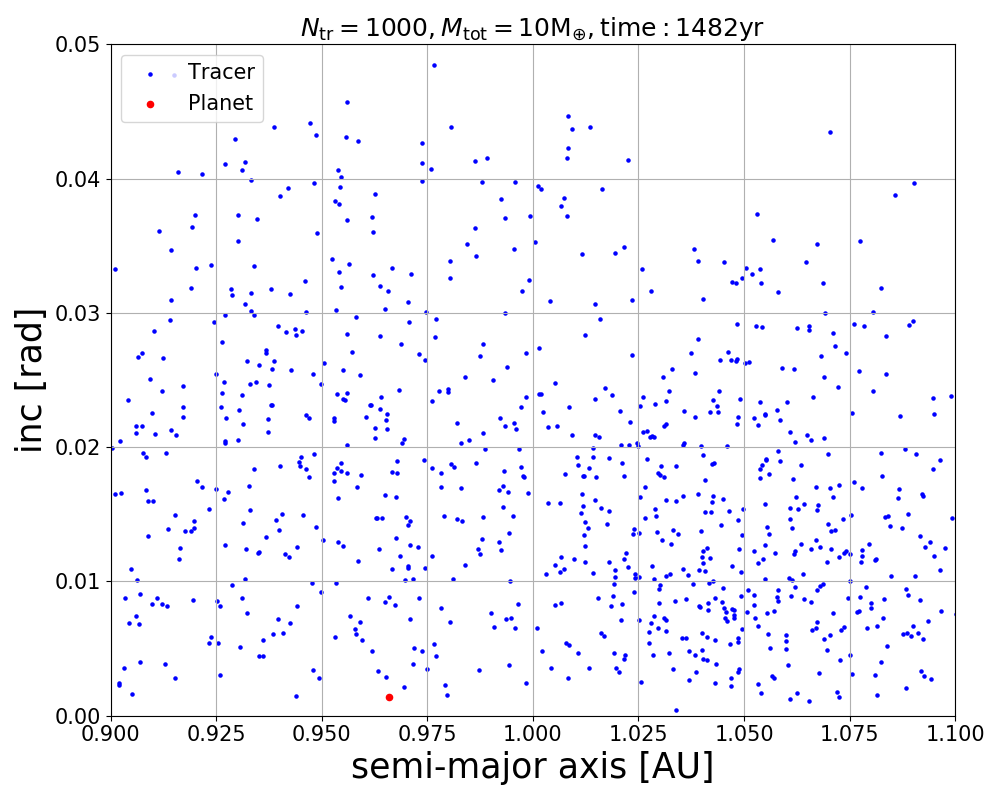 N_tr = 1000, M_tot = 10M_⊕, time : 1482yr
Tracer
Planet
inc [rad]
0.05
0.04
0.03
0.02
0.01
0.00
0.900 0.925 0.950 0.975 1.000 1.025 1.050 1.075 1.100
semi-major axis [AU]